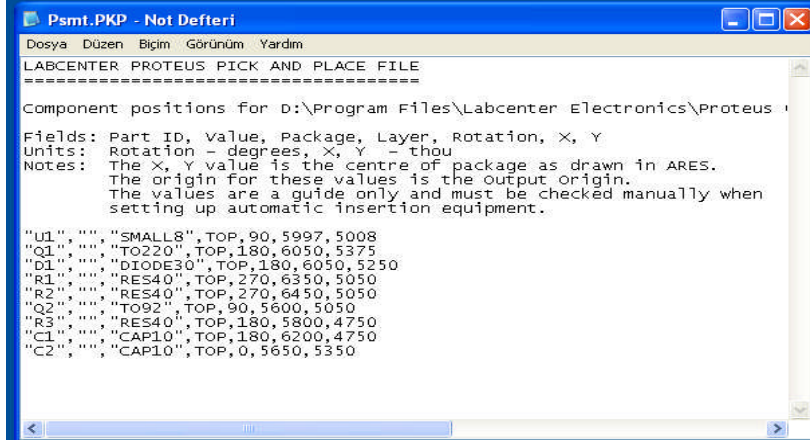 Psmt.PKP - Not Defteri
Dosya Düzen Biçim Görünüm Yardım
LABCENTER PROTEUS PICK AND PLACE FILE
=====================================
Component positions for D:\Program Files\Labcenter Electronics\Proteus
Fields: Part ID, Value, Package, Layer, Rotation, X, Y
Units:  Rotation - degrees, X, Y  - thou
Notes:  The X, Y value is the centre of package as drawn in ARES.
        The origin for these values is the Output Origin.
        The values are a guide only and must be checked manually when
        setting up automatic insertion equipment.
"U1","","SMALL8",TOP,90,5997,5008
"Q1","","TO220",TOP,180,6050,5375
"D1","","DIODE30",TOP,180,6050,5250
"R1","","RES40",TOP,270,6350,5050
"R2","","RES40",TOP,270,6450,5050
"Q2","","TO92",TOP,90,5600,5050
"R3","","RES40",TOP,180,5800,4750
"C1","","CAP10",TOP,180,6200,4750
"C2","","CAP10",TOP,0,5650,5350